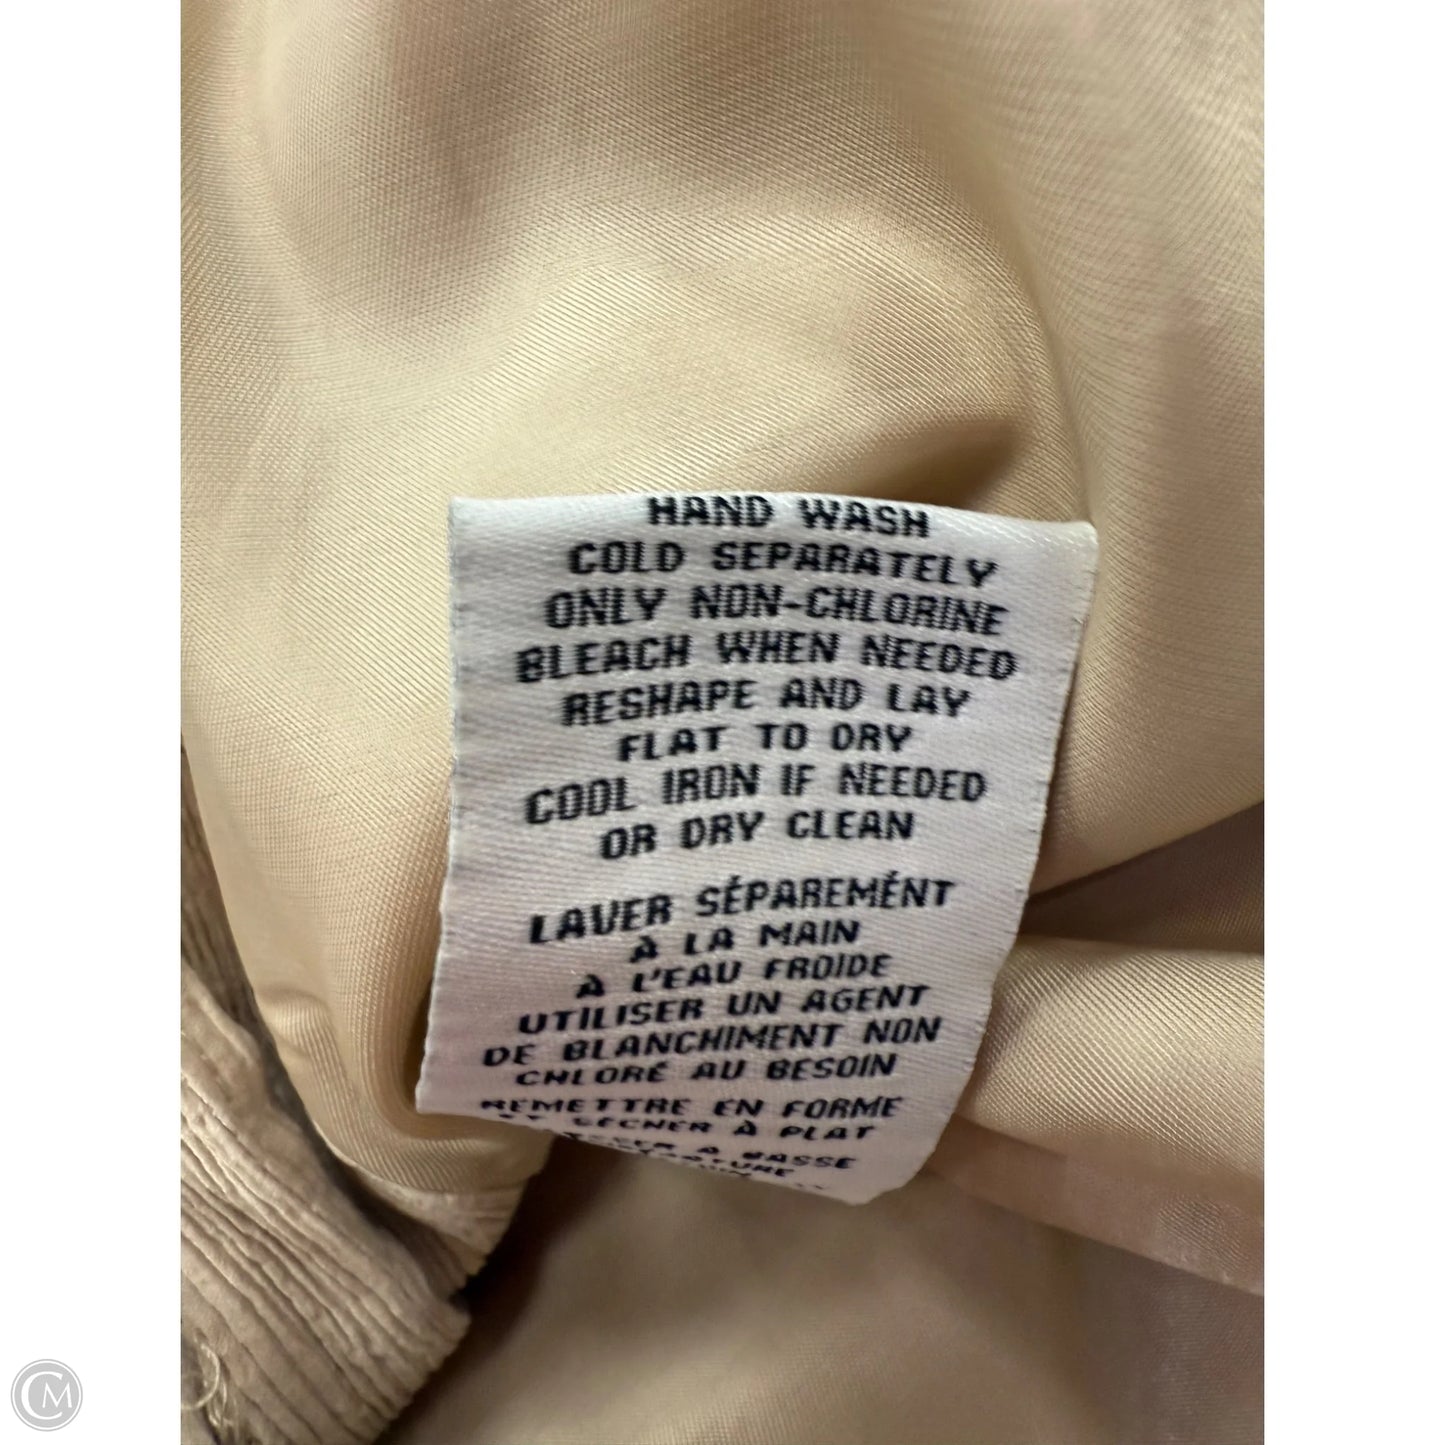 HAND WASH
COLD SEPARATELY
ONLY NON-CHLORINE
BLEACH WHEN NEEDED
RESHAPE AND LAY
FLAT TO DRY
COOL IRON IF NEEDED
OR DRY CLEAN
LAVER SÉPAREMÉNT
À LA MAIN
À L'EAU FROIDE
UTILISER UN AGENT
DE BLANCHIMENT NON
CHLORÉ AU BESOIN
REMETTRE EN FORME
À PLAT
À BASSE
CM